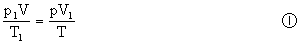 p₁V/T₁ = pV₁/T ①